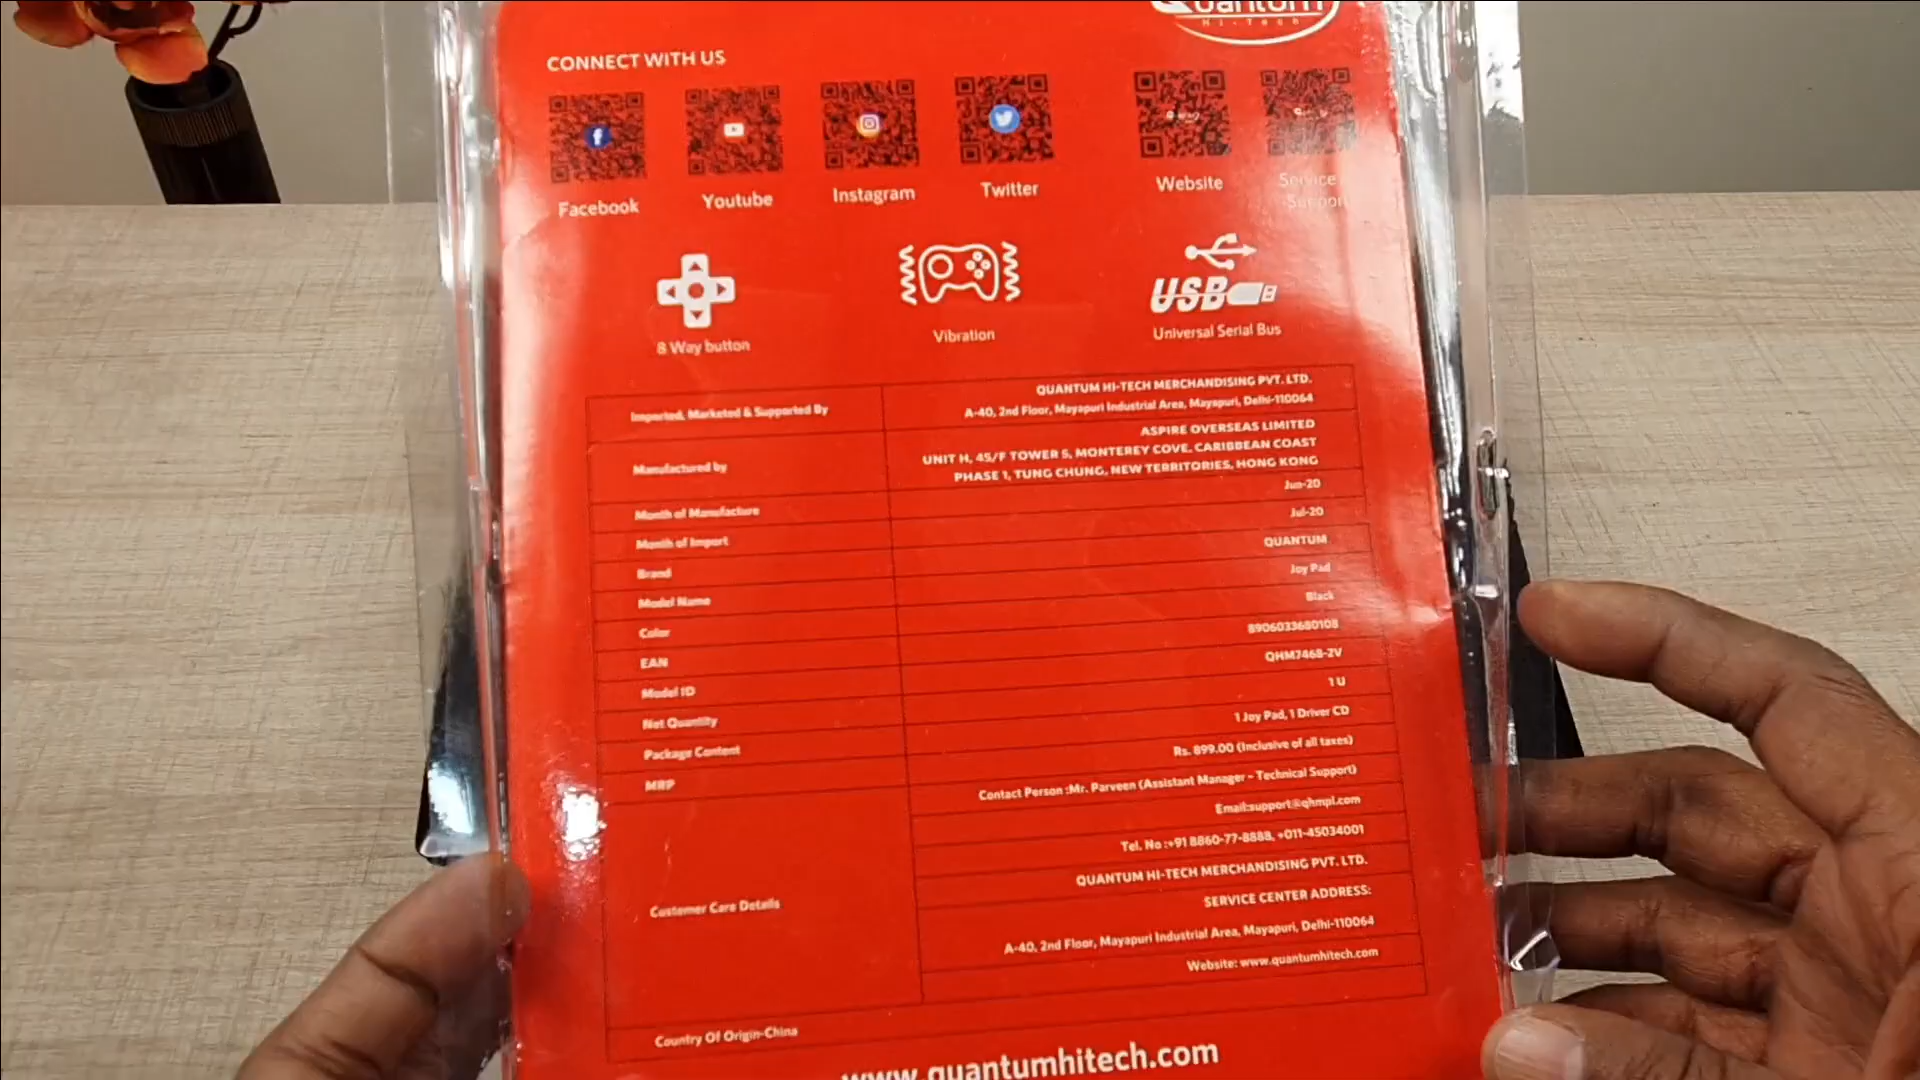 Quantum
Hi-Tech
CONNECT WITH US
Facebook
Youtube
Instagram
Twitter
Website
Service
Support
8 Way button
Vibration
USB
Universal Serial Bus
Imported, Marketed & Supported By
QUANTUM HI-TECH MERCHANDISING PVT. LTD.
A-40, 2nd Floor, Mayapuri Industrial Area, Mayapuri, Delhi-110064
Manufactured by
ASPIRE OVERSEAS LIMITED
UNIT H, 45/F TOWER 5, MONTEREY COVE, CARIBBEAN COAST
PHASE 1, TUNG CHUNG, NEW TERRITORIES, HONG KONG
Month of Manufacture
Jun-20
Month of Import
Jul-20
Brand
QUANTUM
Model Name
Joy Pad
Color
Black
EAN
8906033680108
Model ID
QHM7468-2V
Net Quantity
1 U
Package Content
1 Joy Pad, 1 Driver CD
MRP
Rs. 899.00 (Inclusive of all taxes)
Customer Care Details
Contact Person :Mr. Parveen (Assistant Manager - Technical Support)
Email:support@qhmpl.com
Tel. No :+91 8860-77-8888, +011-45034001
QUANTUM HI-TECH MERCHANDISING PVT. LTD.
SERVICE CENTER ADDRESS:
A-40, 2nd Floor, Mayapuri Industrial Area, Mayapuri, Delhi-110064
Website: www.quantumhitech.com
Country Of Origin-China
www.quantumhitech.com